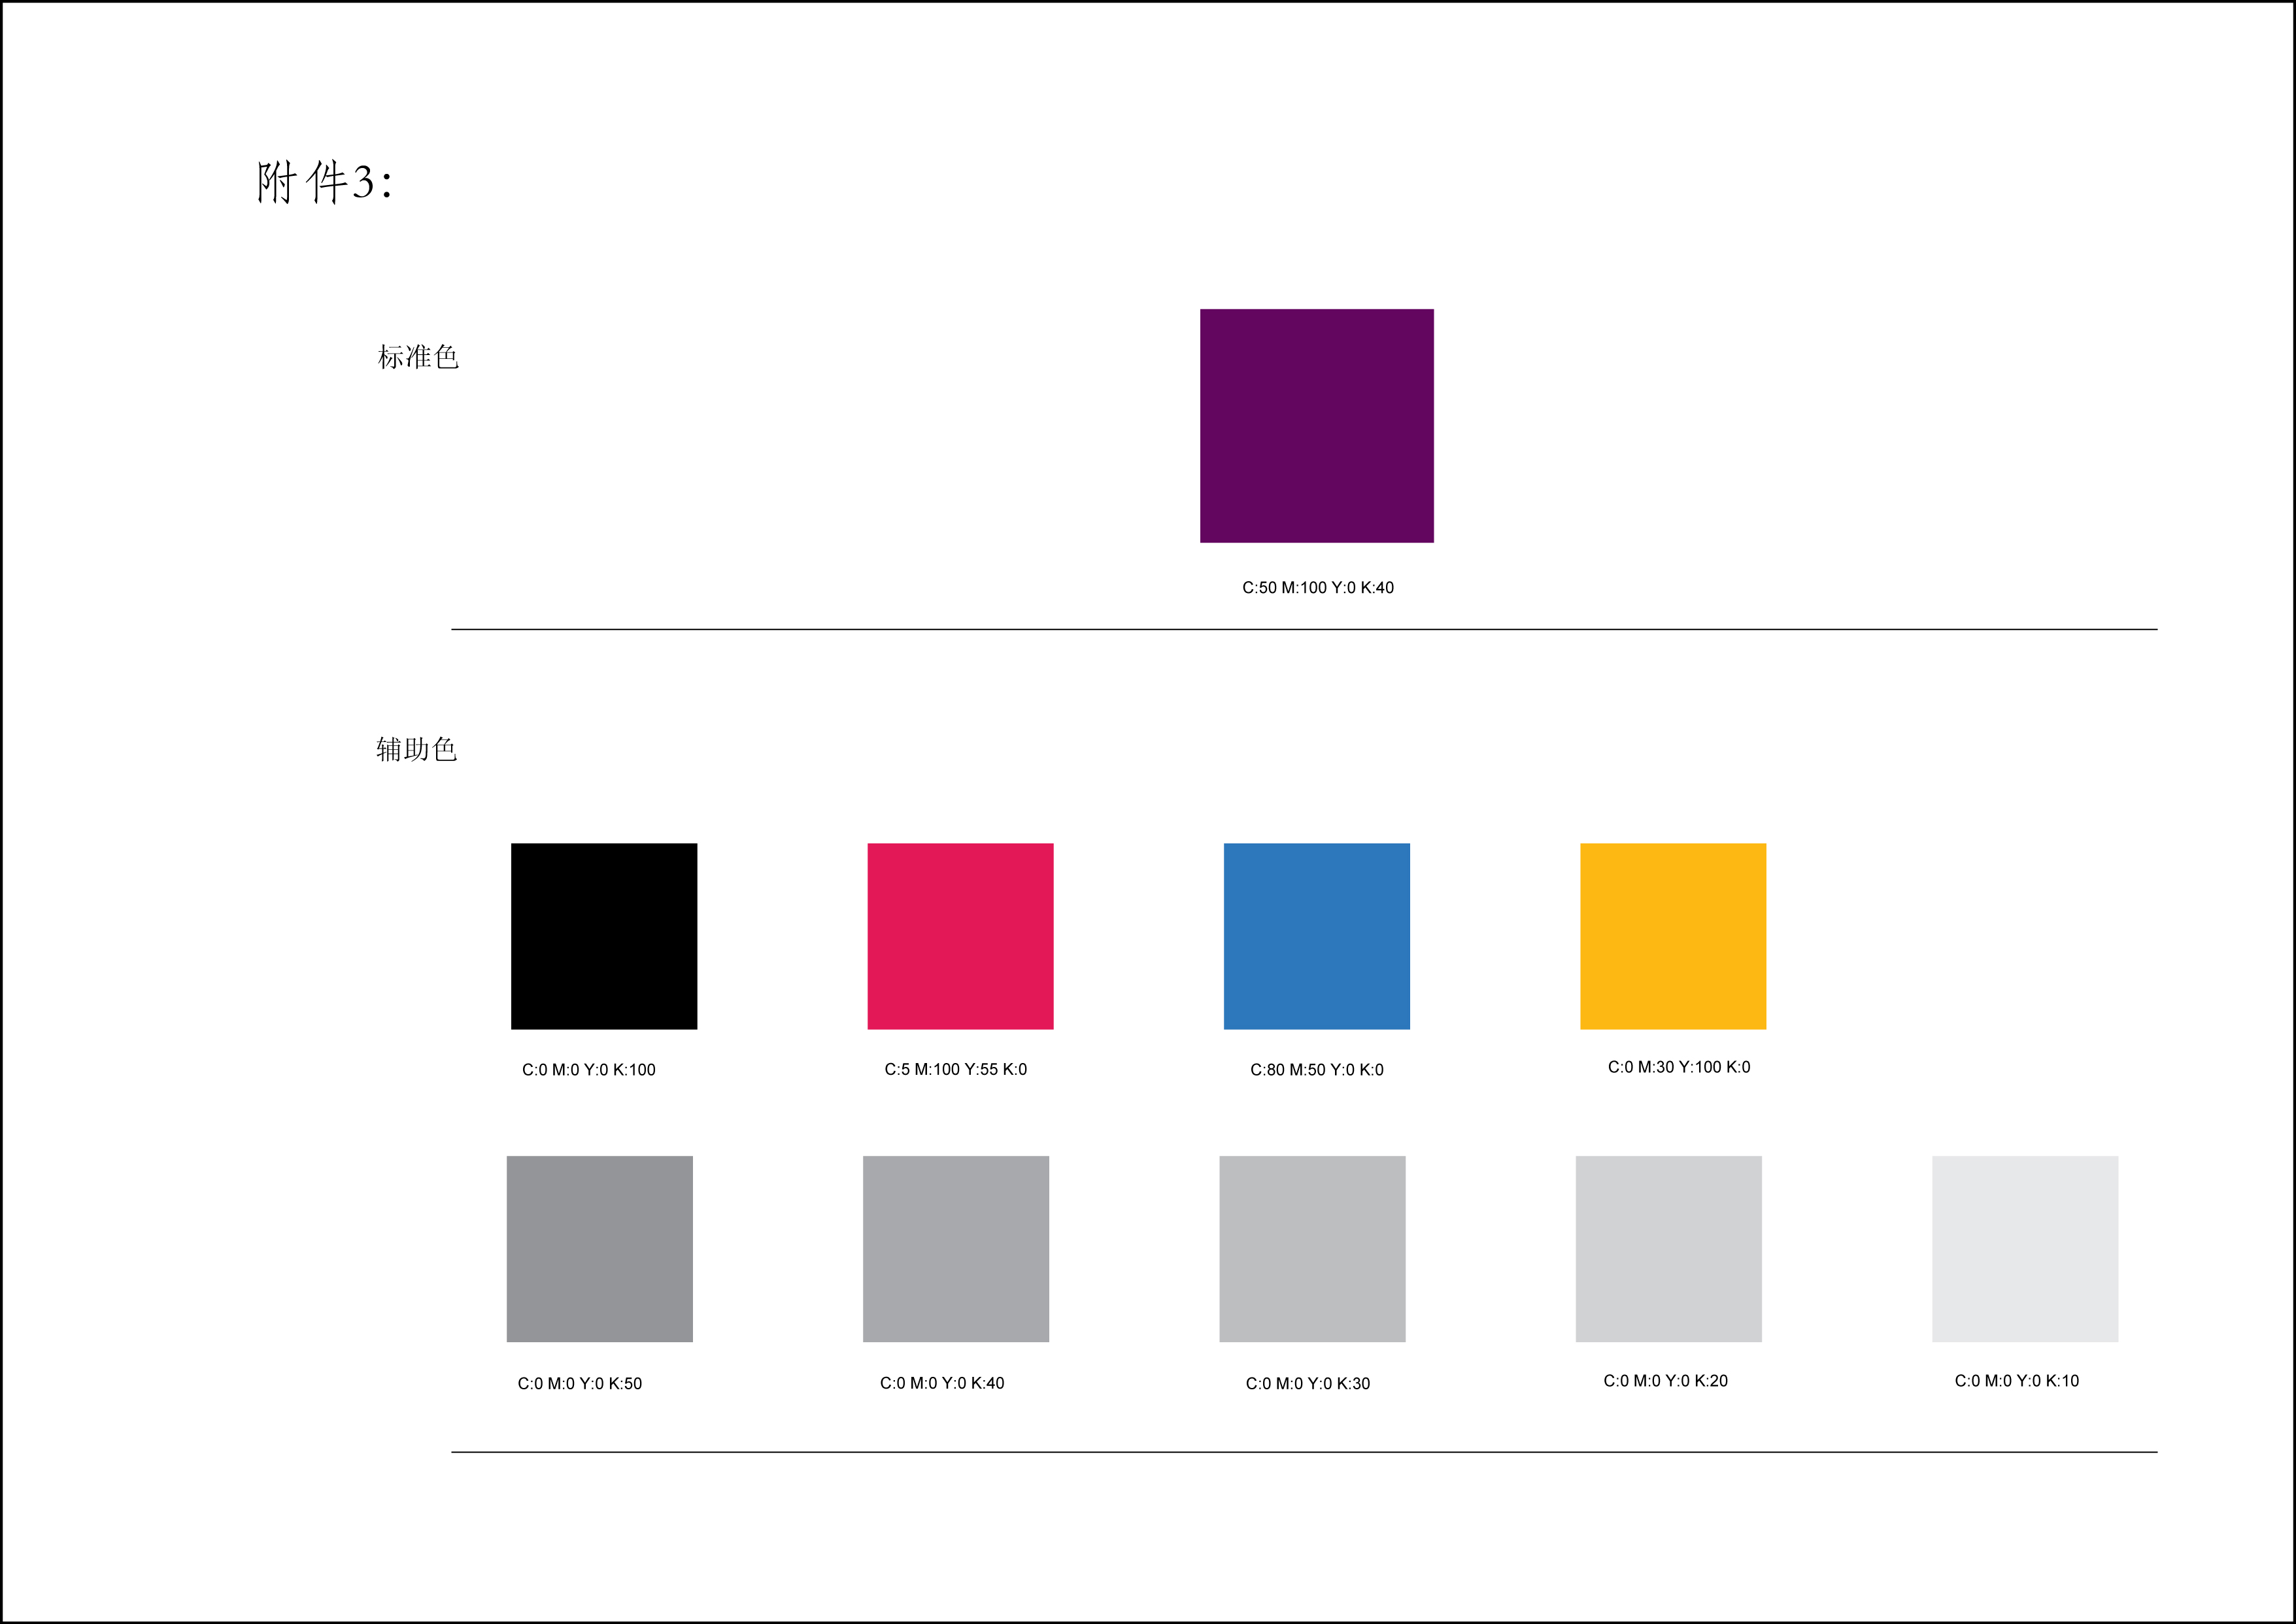 附件3：
标准色
C:50 M:100 Y:0 K:40
辅助色
C:0 M:0 Y:0 K:100
C:5 M:100 Y:55 K:0
C:80 M:50 Y:0 K:0
C:0 M:30 Y:100 K:0
C:0 M:0 Y:0 K:50
C:0 M:0 Y:0 K:40
C:0 M:0 Y:0 K:30
C:0 M:0 Y:0 K:20
C:0 M:0 Y:0 K:10